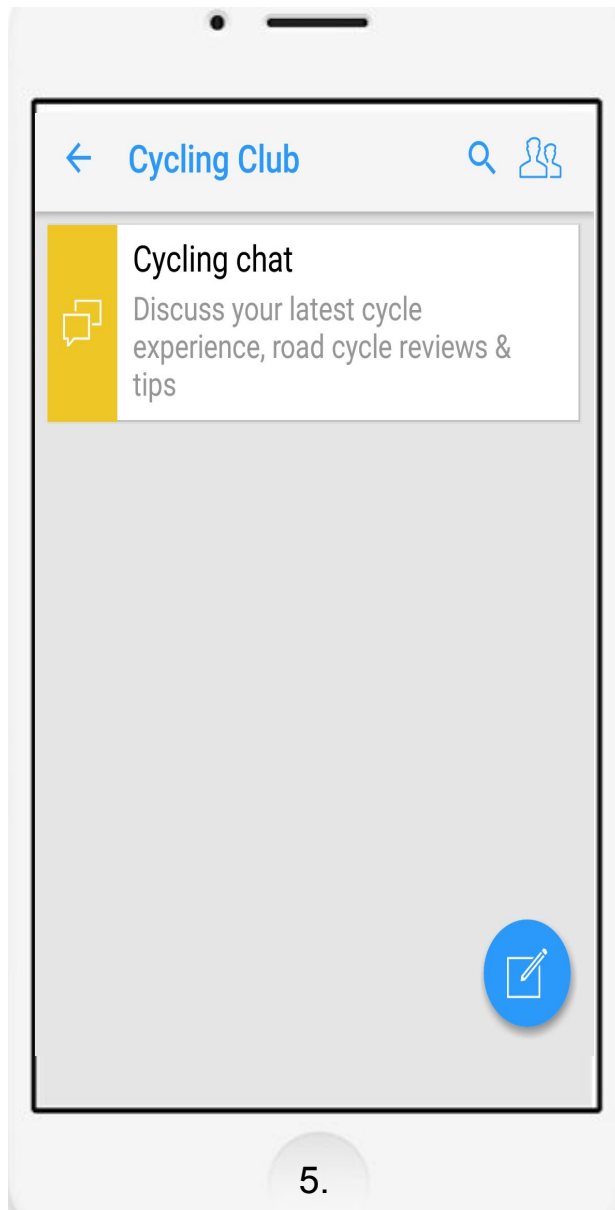 Cycling Club
Cycling chat
Discuss your latest cycle
experience, road cycle reviews &
tips
5.